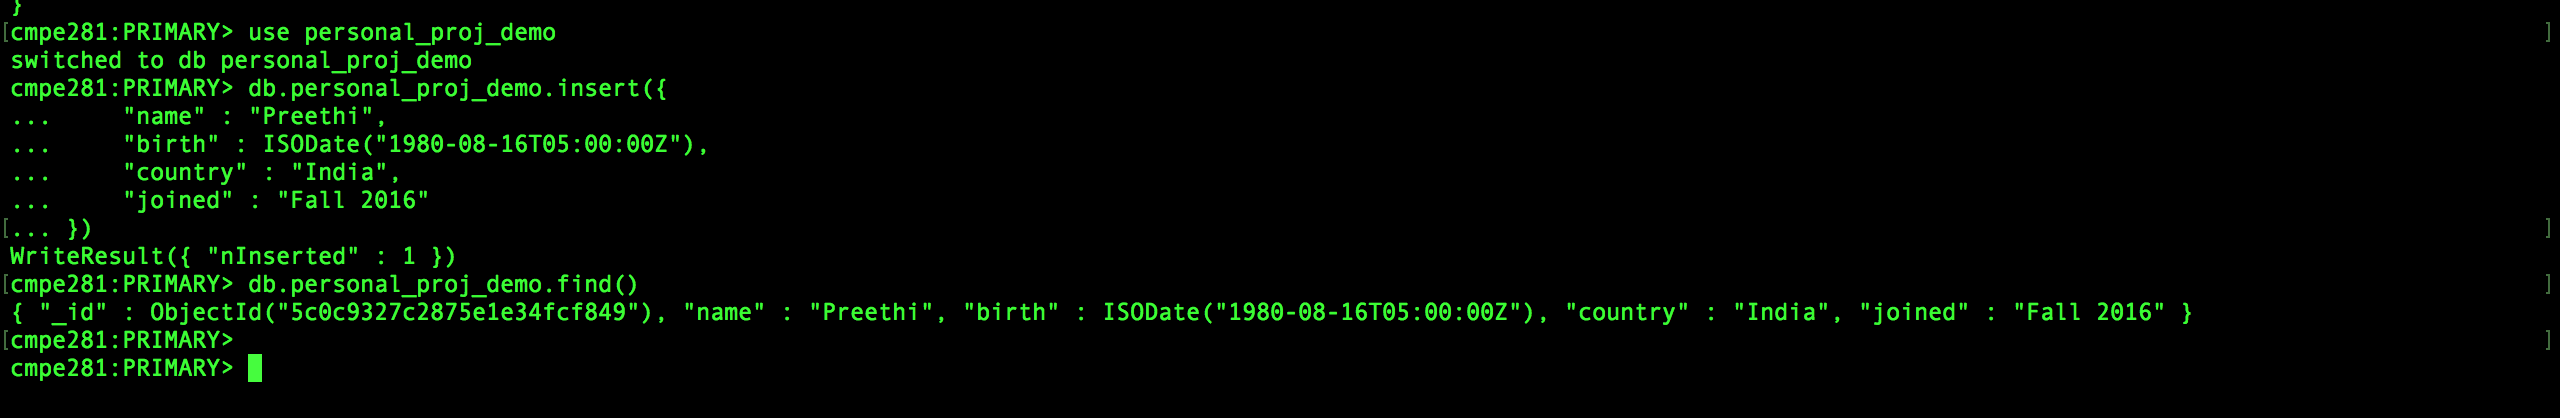 }
[cmpe281:PRIMARY> use personal_proj_demo ]
switched to db personal_proj_demo
cmpe281:PRIMARY> db.personal_proj_demo.insert({
...     "name" : "Preethi",
...     "birth" : ISODate("1980-08-16T05:00:00Z"),
...     "country" : "India",
...     "joined" : "Fall 2016"
[... }) ]
WriteResult({ "nInserted" : 1 })
[cmpe281:PRIMARY> db.personal_proj_demo.find() ]
{ "_id" : ObjectId("5c0c9327c2875e1e34fcf849"), "name" : "Preethi", "birth" : ISODate("1980-08-16T05:00:00Z"), "country" : "India", "joined" : "Fall 2016" }
[cmpe281:PRIMARY> ]
cmpe281:PRIMARY>